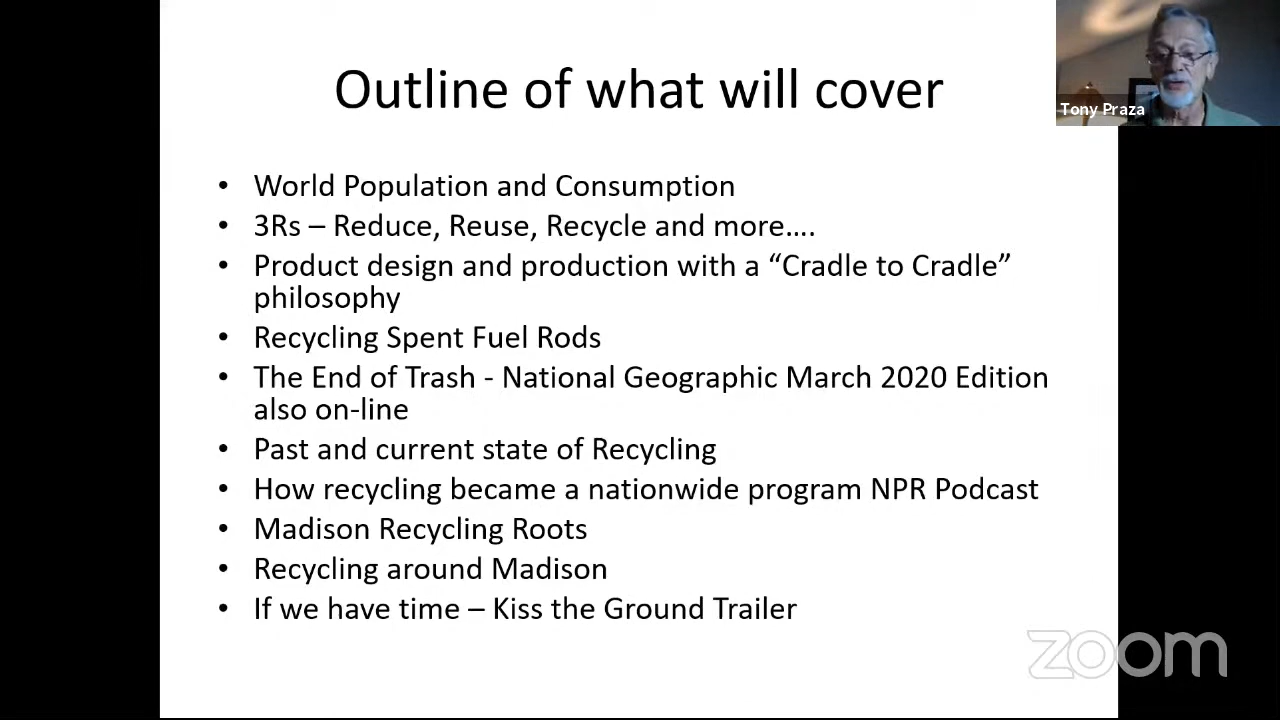 Outline of what will cover
Tony Praza
• World Population and Consumption
• 3Rs – Reduce, Reuse, Recycle and more….
• Product design and production with a “Cradle to Cradle”
philosophy
• Recycling Spent Fuel Rods
• The End of Trash - National Geographic March 2020 Edition
also on-line
• Past and current state of Recycling
• How recycling became a nationwide program NPR Podcast
• Madison Recycling Roots
• Recycling around Madison
• If we have time – Kiss the Ground Trailer
zoom